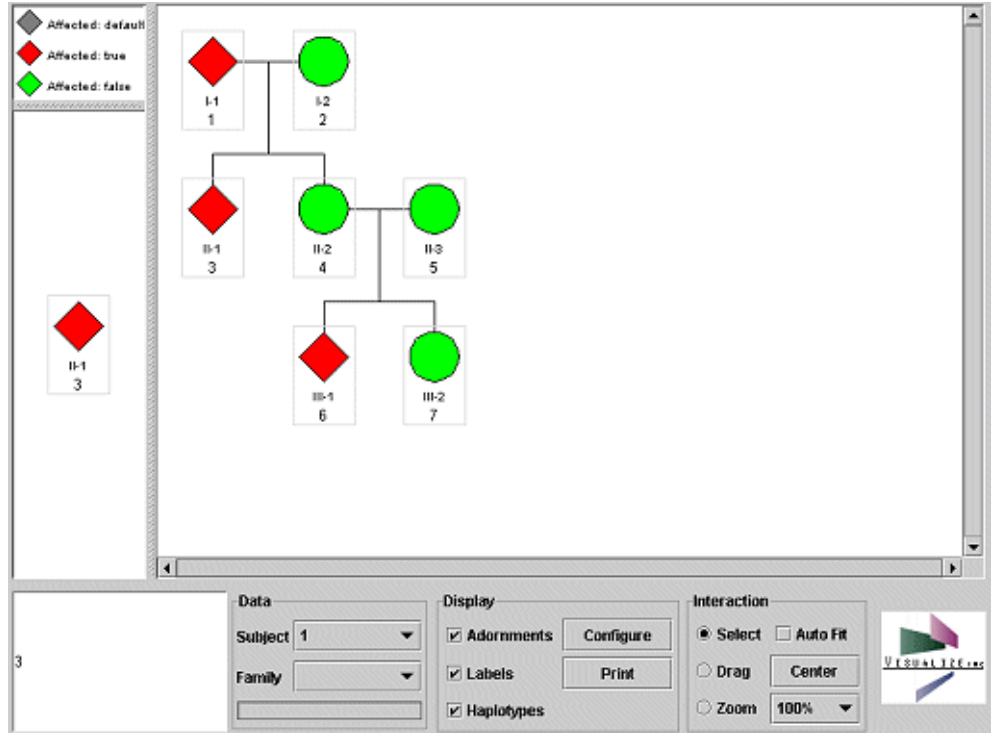 Affected: default
Affected: true
Affected: false
I-1
1
I-2
2
II-1
3
II-2
4
II-3
5
III-1
6
III-2
7
II-1
3
3
Data
Subject 1
Family
Display
Adornments Configure
Labels Print
Haplotypes
Interaction
Select Auto Fit
Drag Center
Zoom 100%
VISUALIZE inc